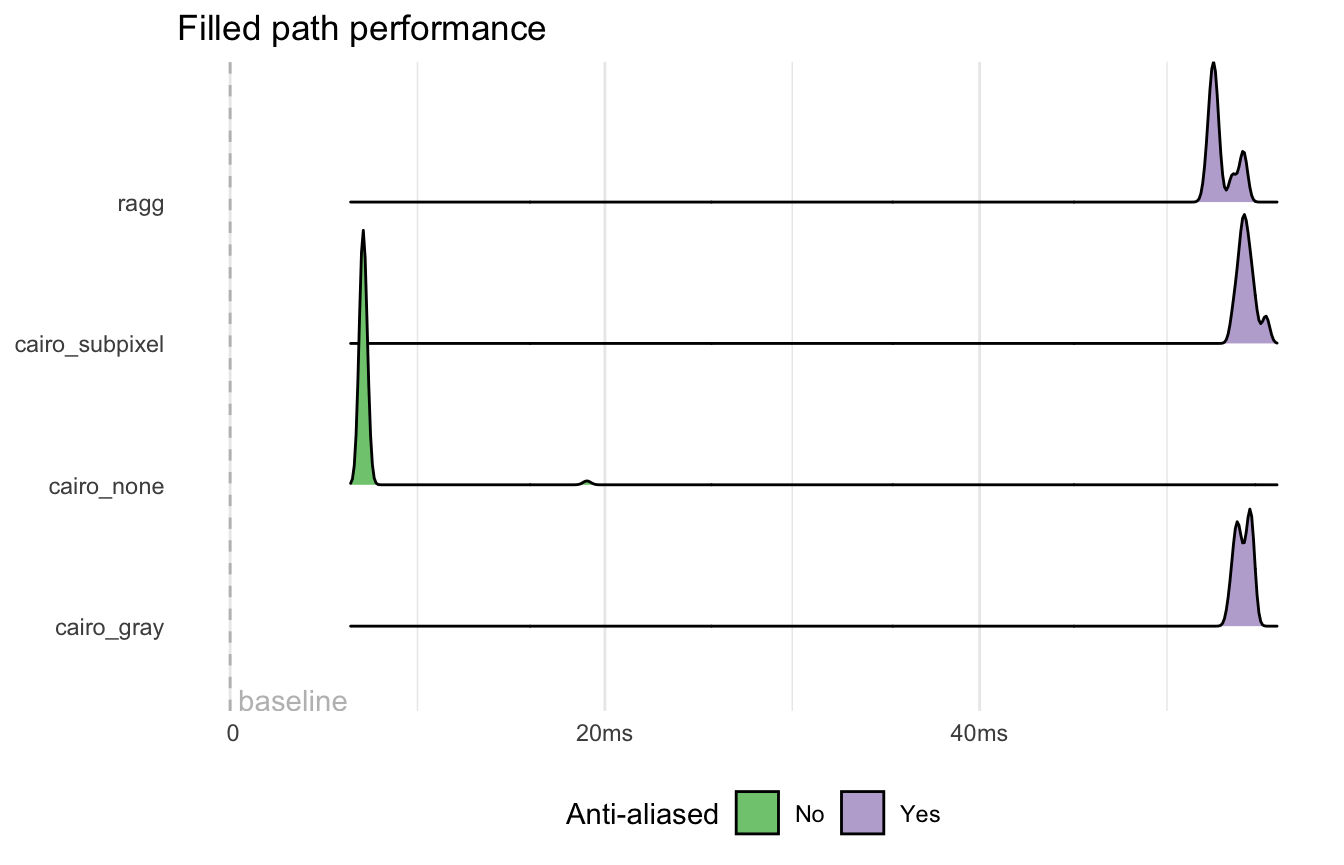 Filled path performance
ragg
cairo_subpixel
cairo_none
cairo_gray
baseline
0 20ms 40ms
Anti-aliased No Yes